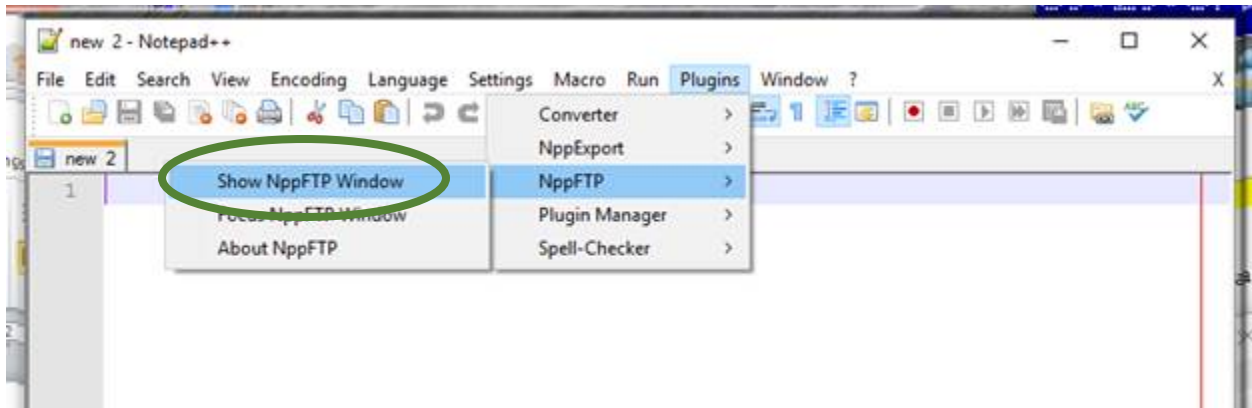 new 2 - Notepad++
File Edit Search View Encoding Language Settings Macro Run Plugins Window ? X
new 2
1
Converter
NppExport
NppFTP
Plugin Manager
Spell-Checker
Show NppFTP Window
Focus NppFTP Window
About NppFTP